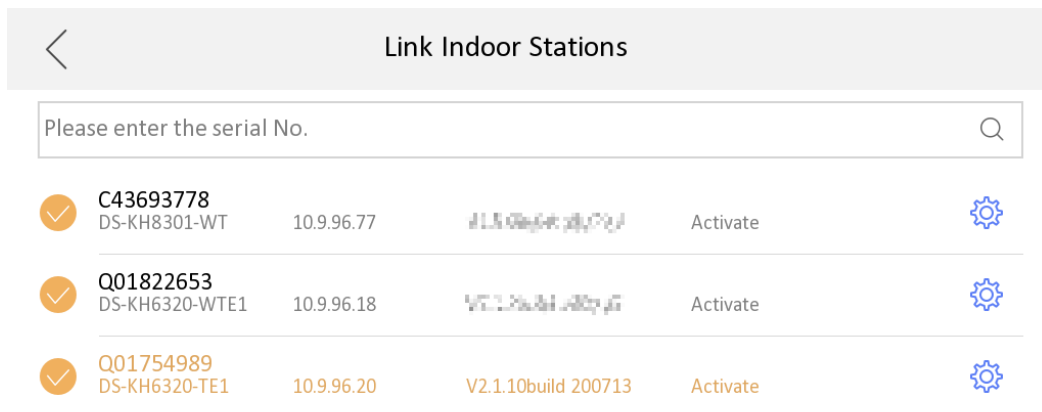 Link Indoor Stations
Please enter the serial No.
C43693778
DS-KH8301-WT 10.9.96.77 Activate
Q01822653
DS-KH6320-WTE1 10.9.96.18 Activate
Q01754989
DS-KH6320-TE1 10.9.96.20 V2.1.10build 200713 Activate